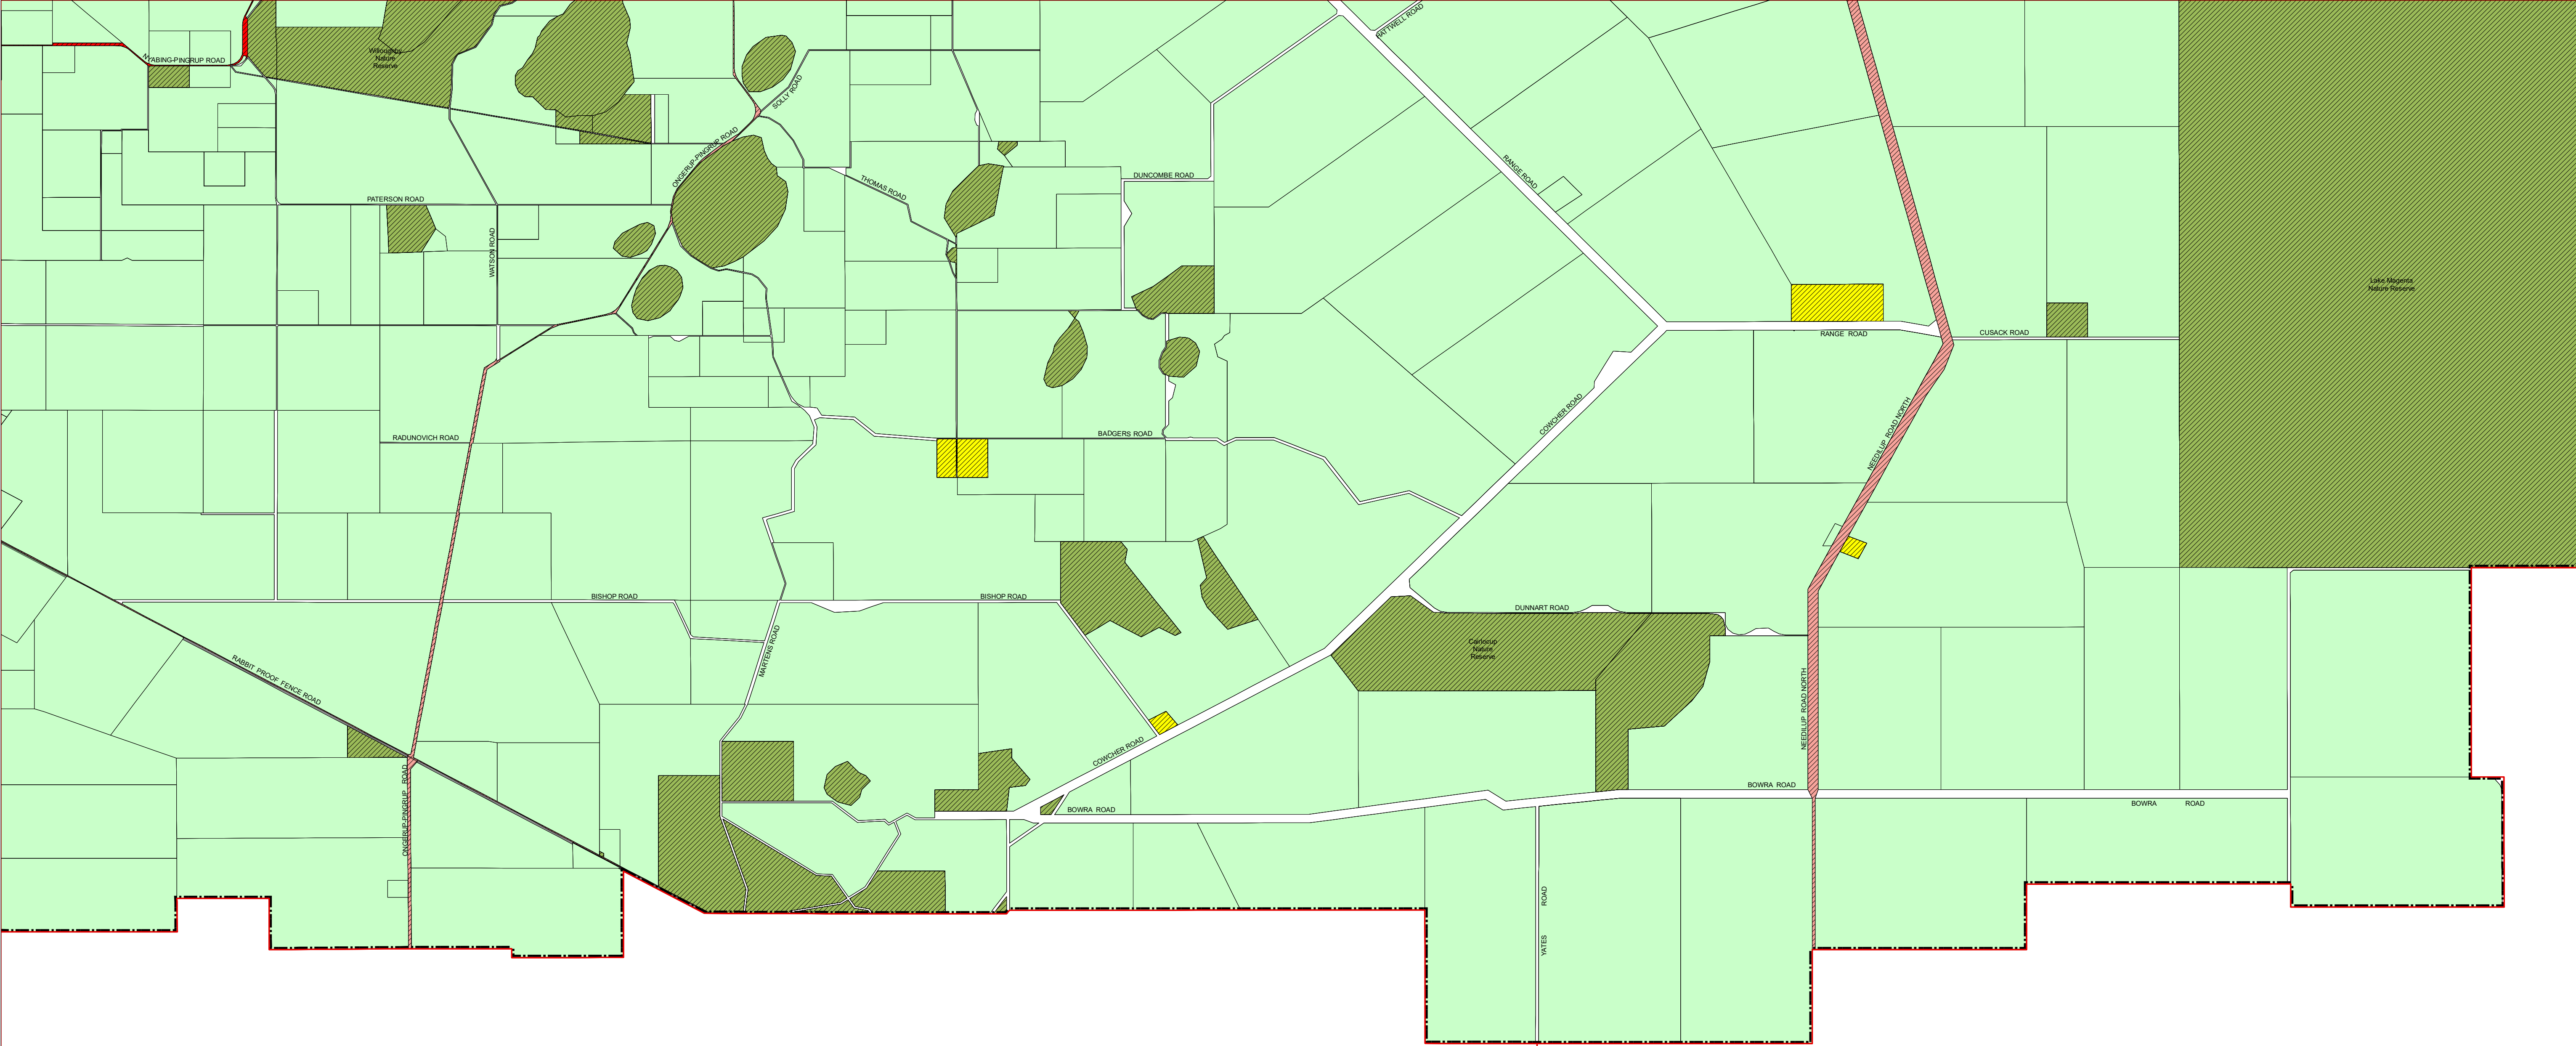 HATTWELL ROAD
NYABING-PINGRUP ROAD
Willoughby
Nature
Reserve
SOLLY ROAD
ONGERUP-PINGRUP ROAD
RANGE ROAD
DUNCOMBE ROAD
THOMAS ROAD
PATERSON ROAD
WATSON ROAD
Lake Magenta
Nature Reserve
RANGE ROAD
CUSACK ROAD
COWCHER ROAD
NEEDILUP ROAD NORTH
RADUNOVICH ROAD
BADGERS ROAD
BISHOP ROAD
BISHOP ROAD
DUNNART ROAD
Cairlocup
Nature
Reserve
MARTENS ROAD
RABBIT PROOF FENCE ROAD
NEEDILUP ROAD NORTH
COWCHER ROAD
ONGERUP-PINGRUP ROAD
BOWRA ROAD
BOWRA ROAD
BOWRA ROAD
YATES ROAD